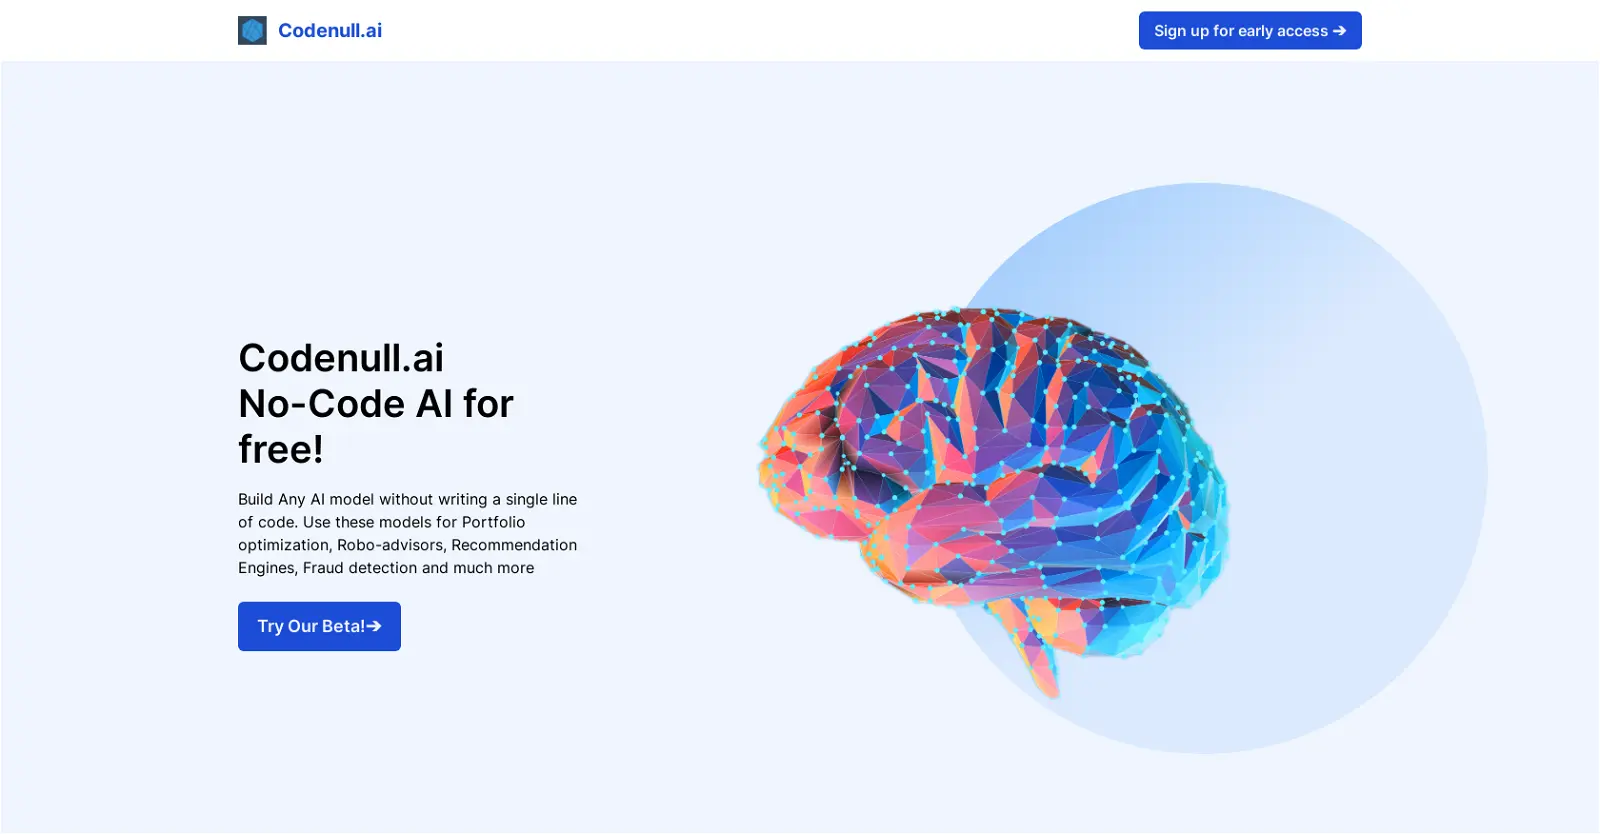 Codenull.ai
Sign up for early access ➔
Codenull.ai
No-Code AI for
free!
Build Any AI model without writing a single line
of code. Use these models for Portfolio
optimization, Robo-advisors, Recommendation
Engines, Fraud detection and much more
Try Our Beta!➔